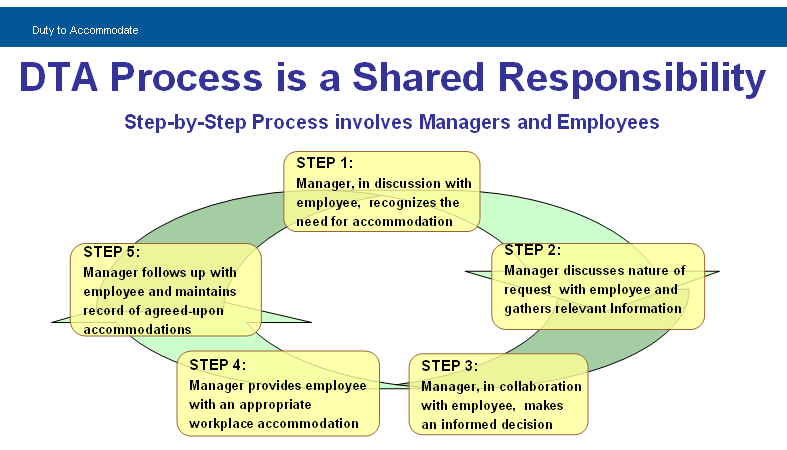 Duty to Accommodate
DTA Process is a Shared Responsibility
Step-by-Step Process involves Managers and Employees
STEP 1:
Manager, in discussion with
employee, recognizes the
need for accommodation
STEP 2:
Manager discusses nature of
request with employee and
gathers relevant Information
STEP 3:
Manager, in collaboration
with employee, makes
an informed decision
STEP 4:
Manager provides employee
with an appropriate
workplace accommodation
STEP 5:
Manager follows up with
employee and maintains
record of agreed-upon
accommodations